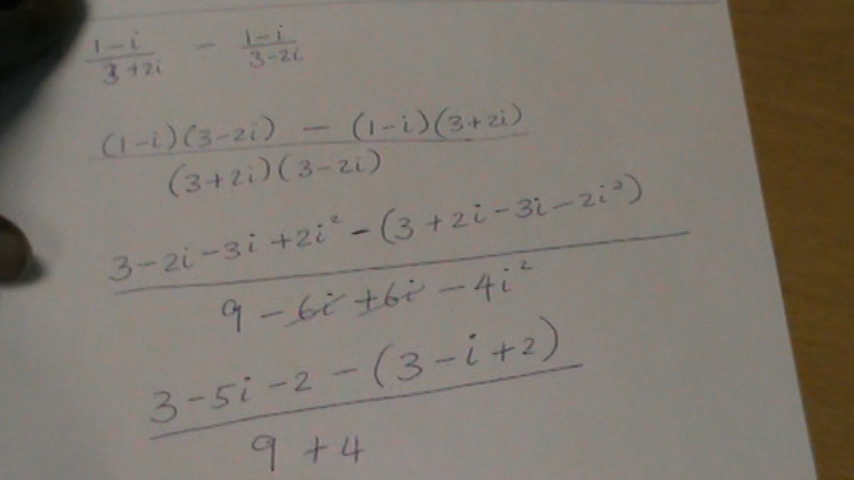 1-i/3+2i - 1-i/3-2i
(1-i)(3-2i) - (1-i)(3+2i)
(3+2i)(3-2i)
3-2i-3i+2i² -(3+2i-3i-2i²)
9-6i+6i-4i²
3-5i-2-(3-i+2)
9+4